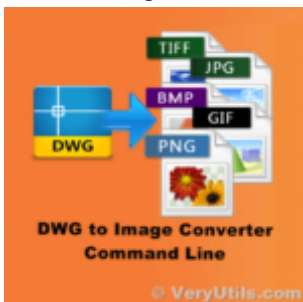 TIFF
JPG
BMP
GIF
DWG
PNG
DWG to Image Converter
Command Line
© VeryUtils.com